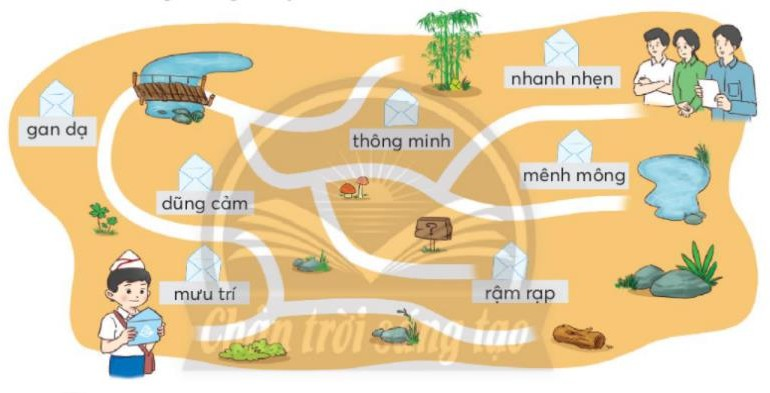 nhanh nhẹn
gan dạ
thông minh
mênh mông
dũng cảm
?
mưu trí
rậm rạp
Chân trời sáng tạo